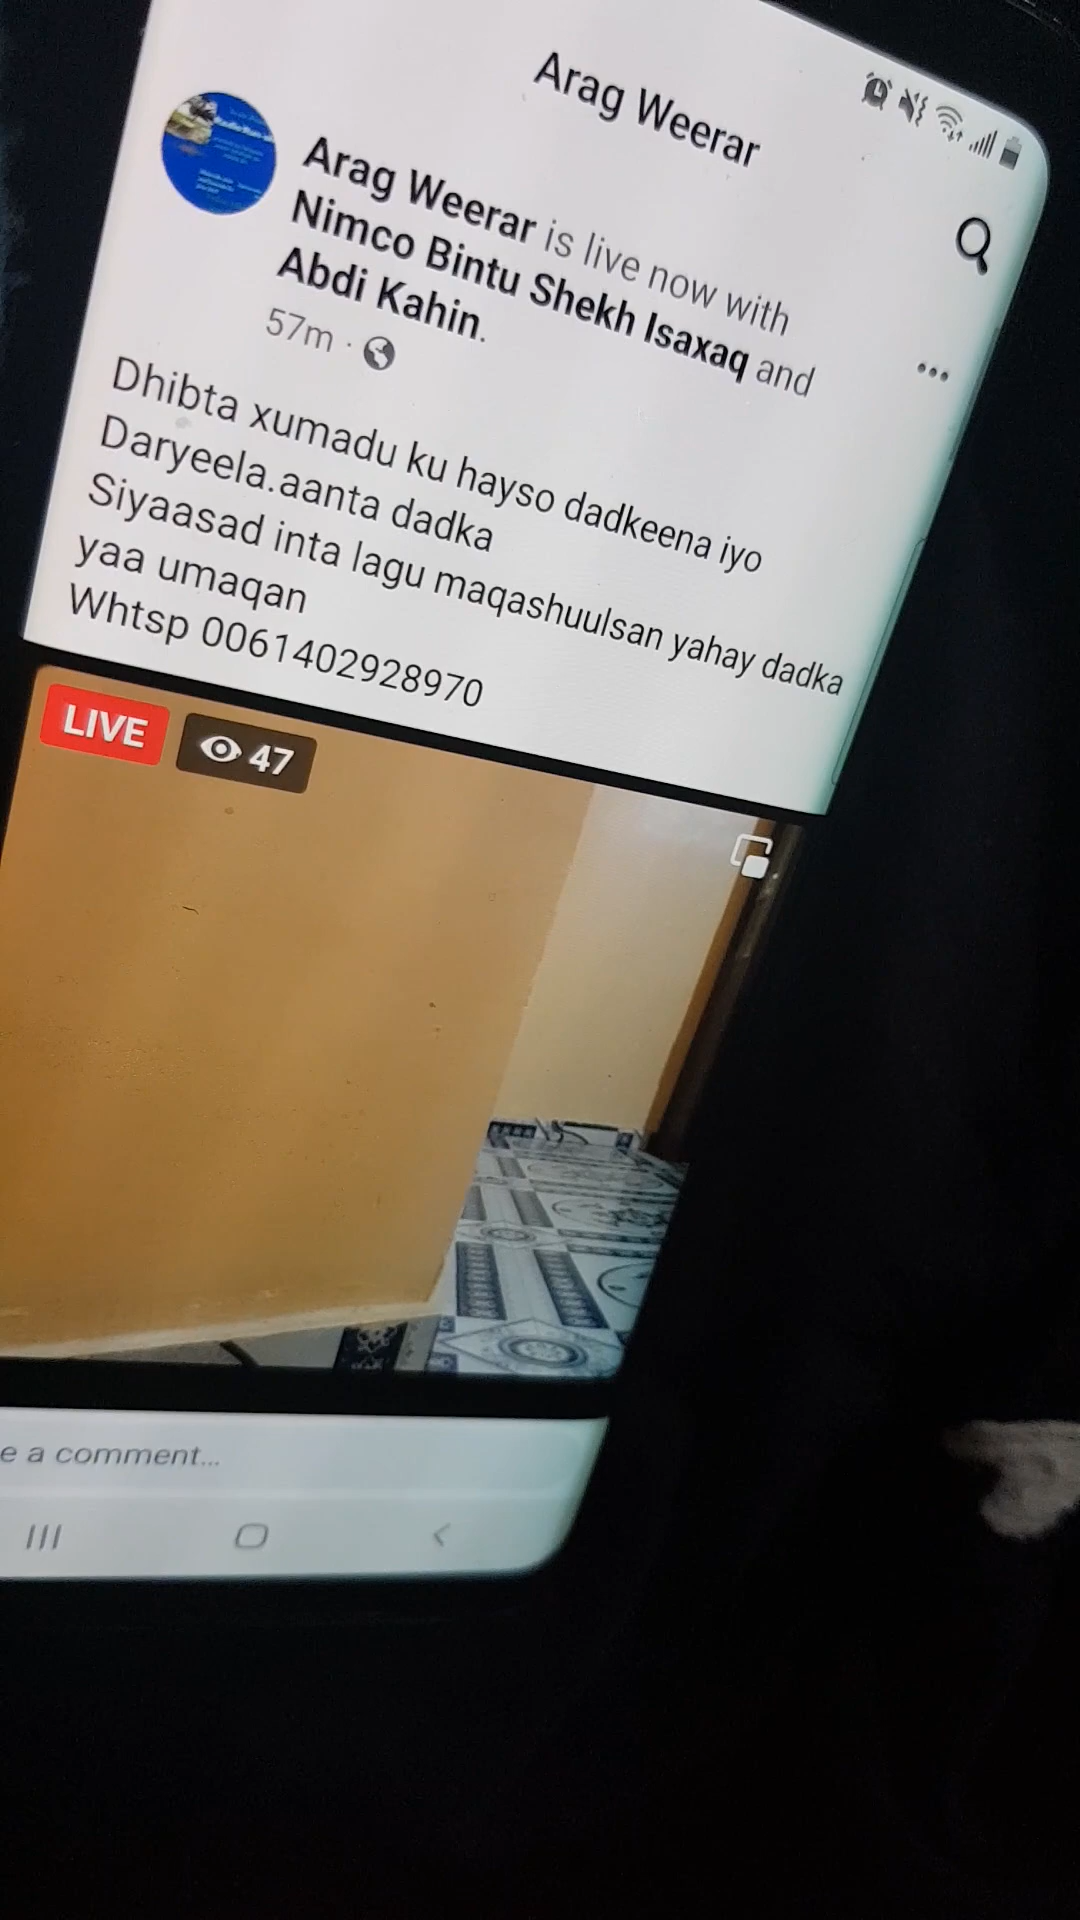 Arag Weerar
Arag Weerar is live now with
Nimco Bintu Shekh Isaxaq and
Abdi Kahin.
57m ·
Dhibta xumadu ku hayso dadkeena iyo
Daryeela.aanta dadka
Siyaasad inta lagu maqashuulsan yahay dadka
yaa umaqan
Whtsp 0061402928970
LIVE
47
e a comment...